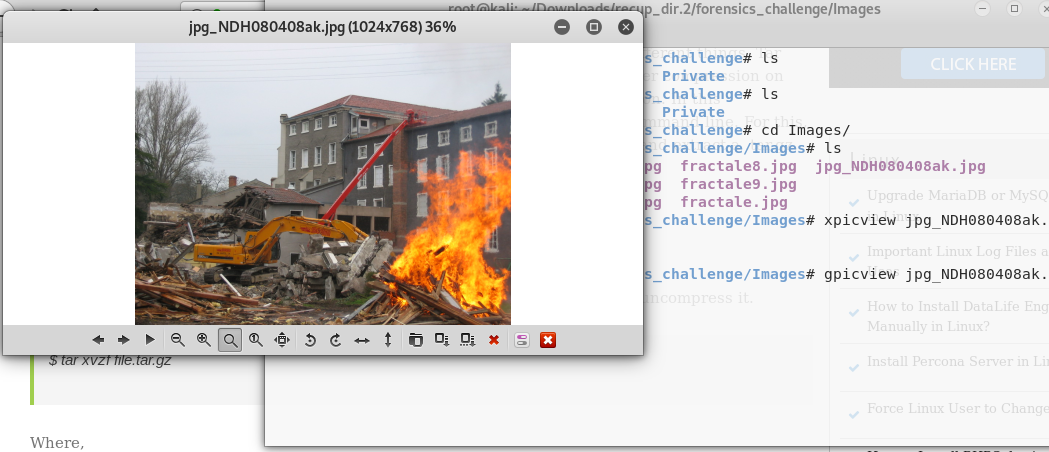 root@kali: ~/Downloads/recup_dir.2/forensics_challenge/Images
jpg_NDH080408ak.jpg (1024x768) 36%
s_challenge# ls
Private
s_challenge# ls
Private
s_challenge# cd Images/
s_challenge/Images# ls
pg fractale8.jpg jpg_NDH080408ak.jpg
pg fractale9.jpg
pg fractale.jpg
s_challenge/Images# xpicview jpg_NDH080408ak.
s_challenge/Images# gpicview jpg_NDH080408ak.
CLICK HERE
Upgrade MariaDB or MySQ
Important Linux Log Files a
How to Install DataLife Eng
Manually in Linux?
Install Percona Server in Lin
Force Linux User to Change
uncompress it.
$ tar xvzf file.tar.gz
Where,